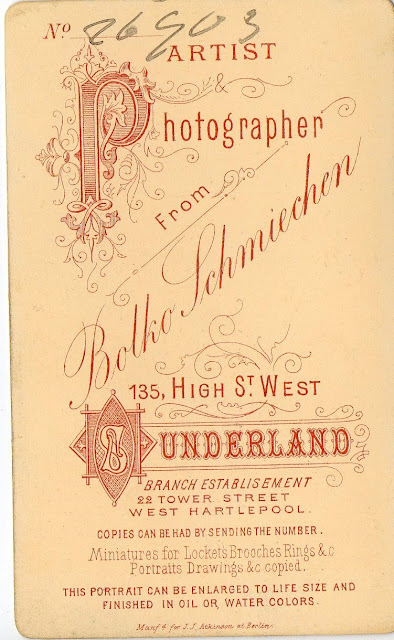 No 26903
ARTIST
&
Photographer
From
Bolko Schmiechen
135, HIGH ST. WEST
SUNDERLAND
BRANCH ESTABLISEMENT
22 TOWER STREET
WEST HARTLEPOOL.
COPIES CAN BE HAD BY SENDING THE NUMBER.
Miniatures for Lockets Brooches Rings & c
Portraits Drawings & c copied.
THIS PORTRAIT CAN BE ENLARGED TO LIFE SIZE AND
FINISHED IN OIL OR WATER COLORS.
Manf d for J.J. Atkinson at Berlin.